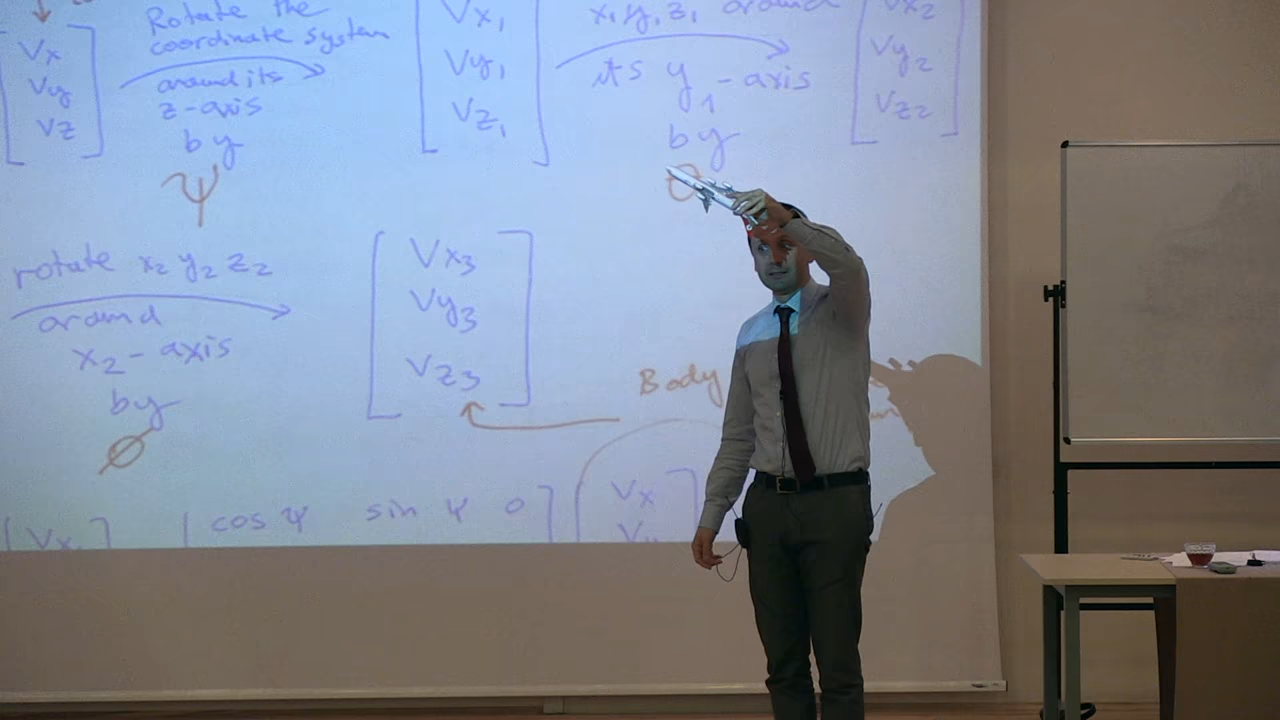 Rotate the
coordinate system
around its
z-axis
by
ψ
Vx
Vy
Vz
Vx₁
Vy₁
Vz₁
x₁ y₁ z₁ around
its y₁-axis
by
Vx₂
Vy₂
Vz₂
rotate x₂ y₂ z₂
around
x₂-axis
by
Ø
Vx₃
Vy₃
Vz₃
Body
cos ψ sin ψ 0
Vx